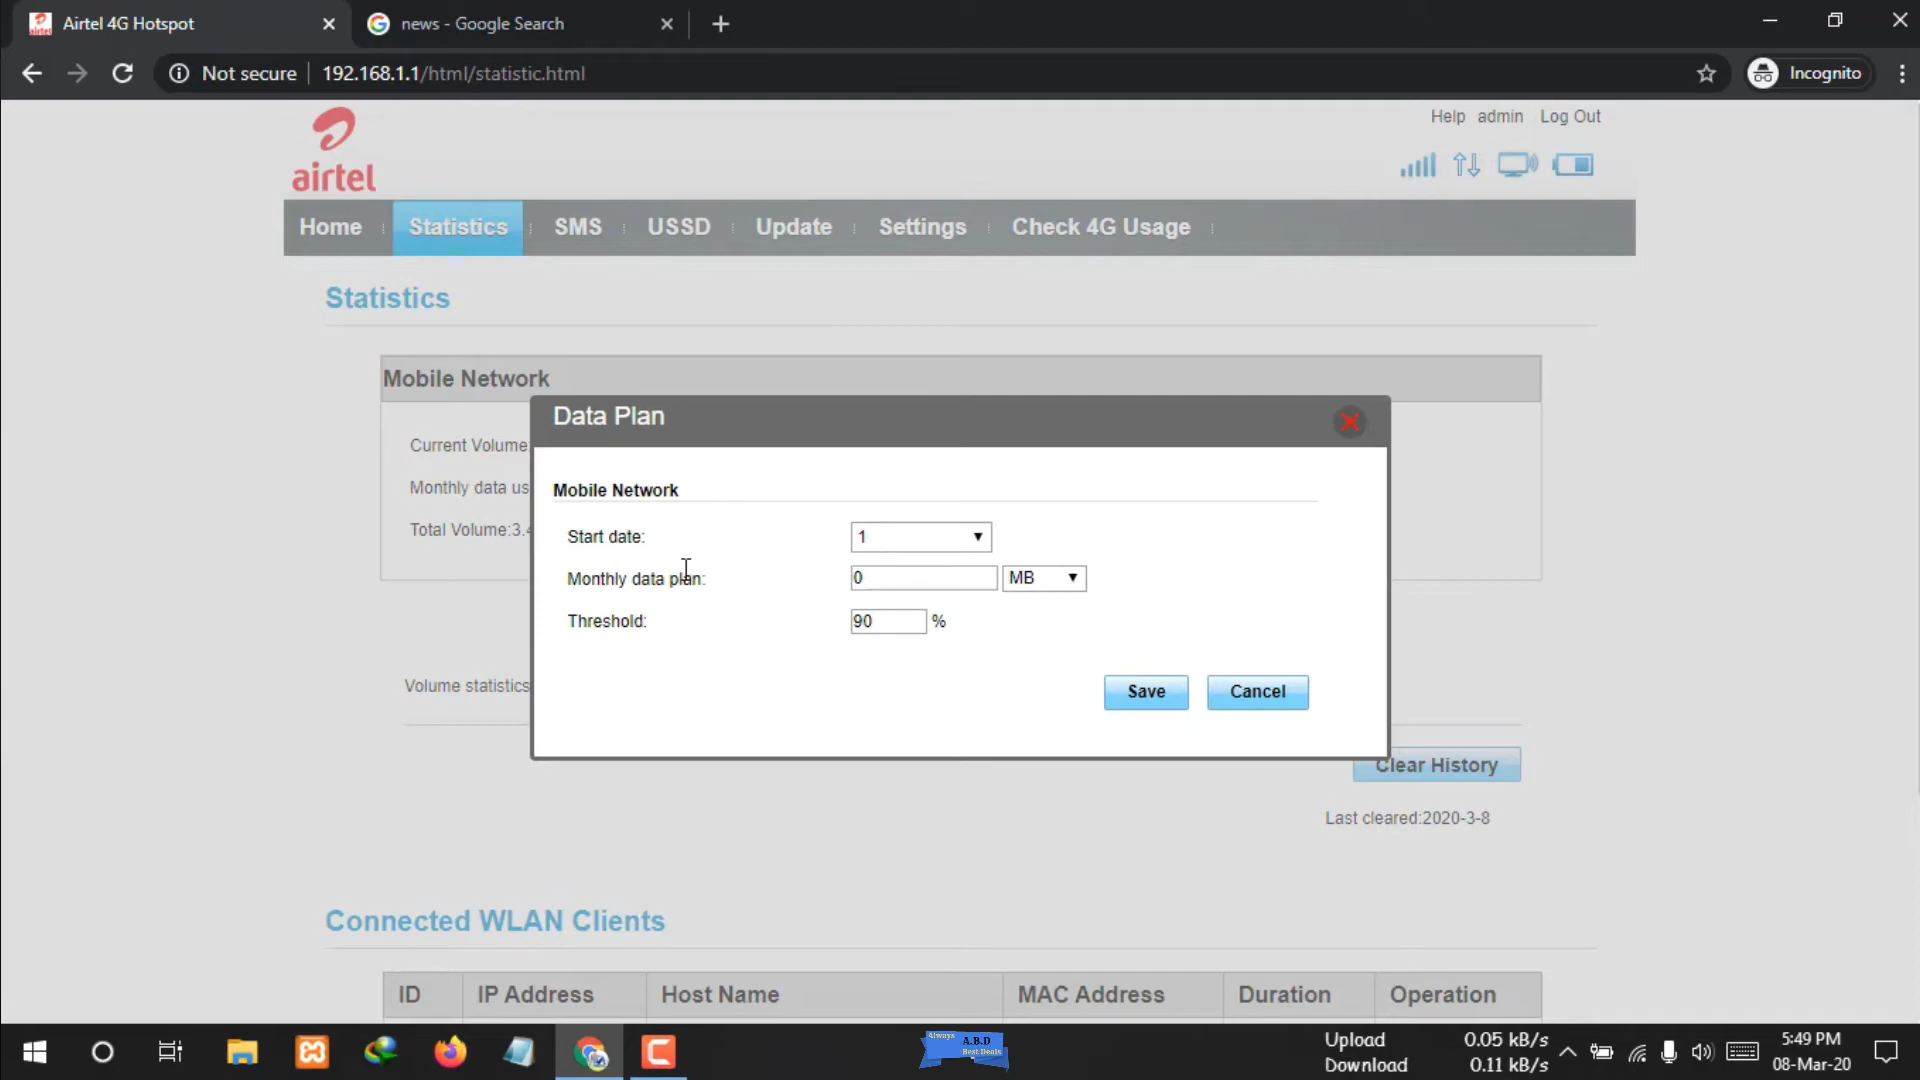 Airtel 4G Hotspot
news - Google Search
Not secure
192.168.1.1/html/statistic.html
Incognito
airtel
Help admin Log Out
airtel
Home
Statistics
SMS
USSD
Update
Settings
Check 4G Usage
Statistics
Mobile Network
Data Plan
Current Volume:
Monthly data us
Total Volume:3.4
Mobile Network
Start date:
1
Monthly data plan:
0
MB
Threshold:
90
%
Save
Cancel
Volume statistics
Clear History
Last cleared:2020-3-8
Connected WLAN Clients
ID
IP Address
Host Name
MAC Address
Duration
Operation
Always
A.B.D
Best Deals
Upload 0.05 kB/s
Download 0.11 kB/s
5:49 PM
08-Mar-20